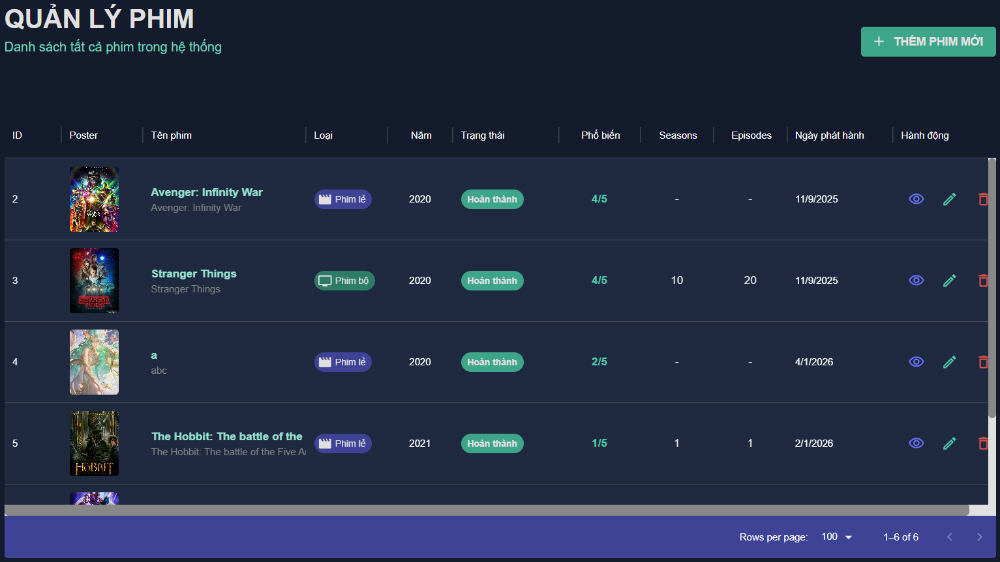 QUẢN LÝ PHIM
Danh sách tất cả phim trong hệ thống
THÊM PHIM MỚI
ID Poster Tên phim Loại Năm Trạng thái Phổ biến Seasons Episodes Ngày phát hành Hành động
2 Avenger: Infinity War Phim lẻ 2020 Hoàn thành 4/5 - - 11/9/2025
Avenger: Infinity War
3 Stranger Things Phim bộ 2020 Hoàn thành 4/5 10 20 11/9/2025
Stranger Things
STRANGER
THINGS
4 a Phim lẻ 2020 Hoàn thành 2/5 - - 4/1/2026
abc
5 The Hobbit: The battle of the Phim lẻ 2021 Hoàn thành 1/5 1 1 2/1/2026
The Hobbit: The battle of the Five Ar
HOBBIT
Rows per page: 100 1–6 of 6